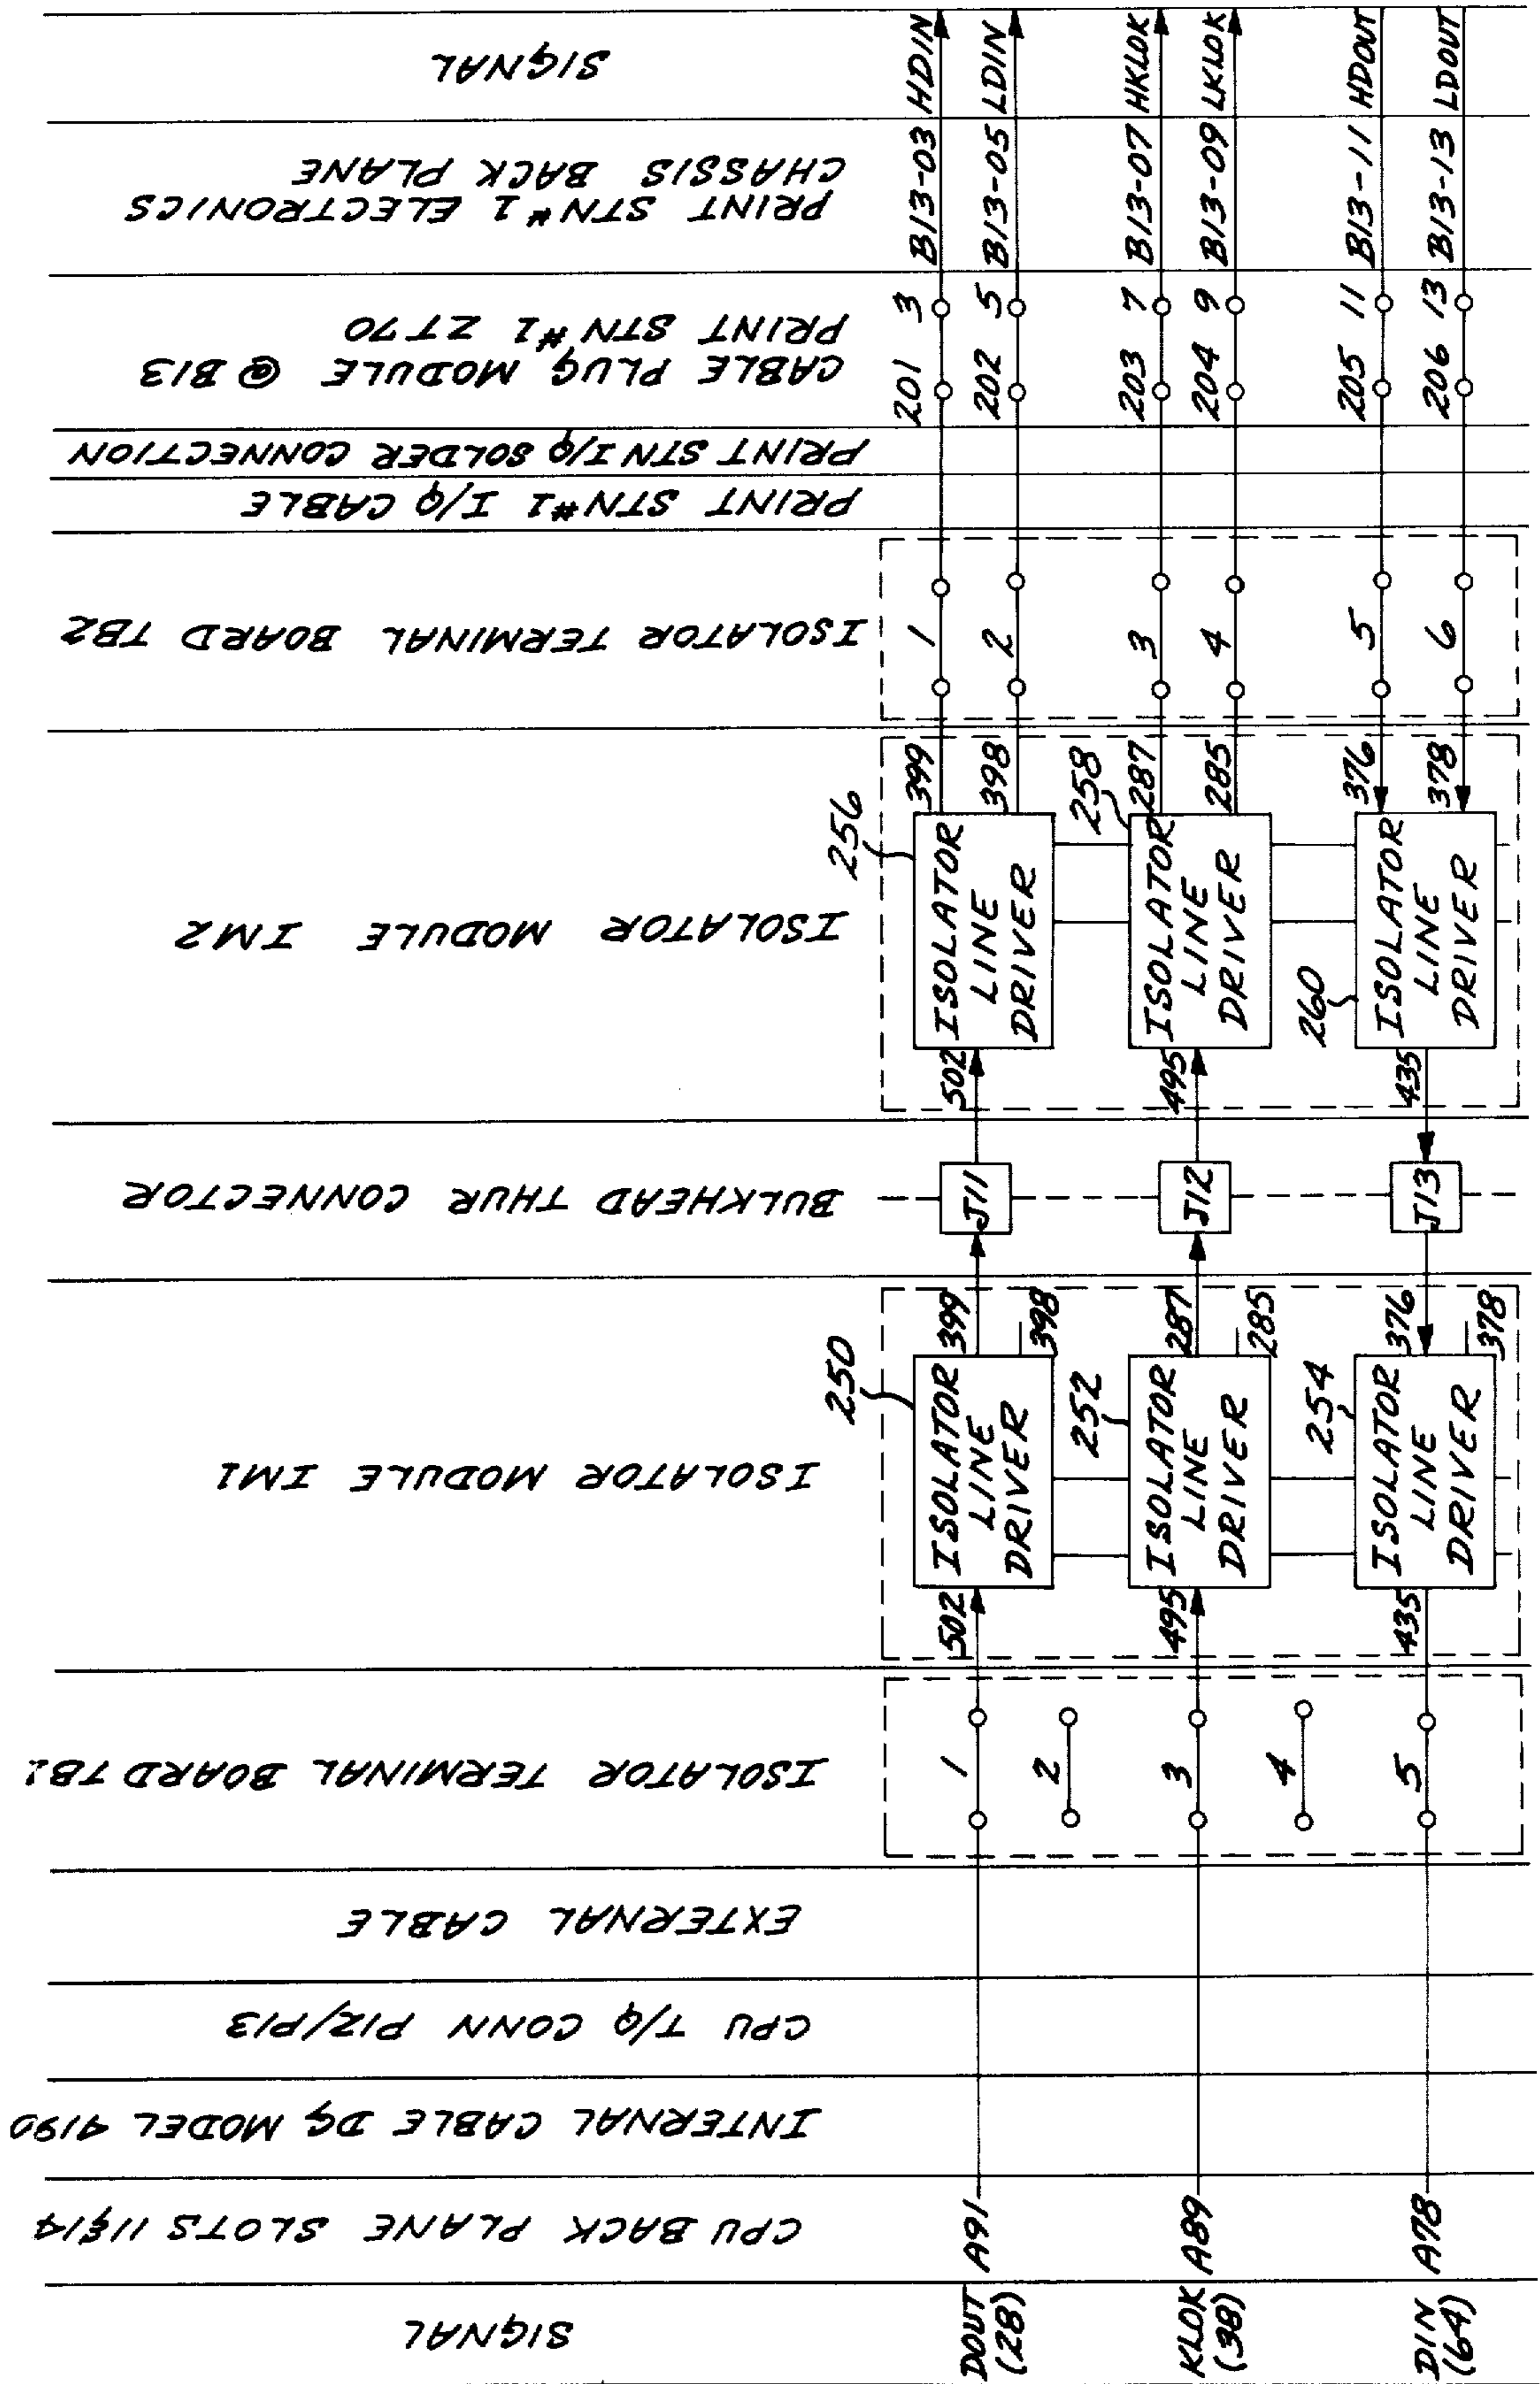 SIGNAL
CPU BACK PLANE SLOTS 11&14
INTERNAL CABLE DG MODEL 4190
CPU I/O CONN P12/P13
EXTERNAL CABLE
ISOLATOR TERMINAL BOARD TB1
ISOLATOR MODULE IM1
BULKHEAD THUR CONNECTOR
ISOLATOR MODULE IM2
ISOLATOR TERMINAL BOARD TB2
PRINT STN#1 I/O CABLE
PRINT STN I/O SOLDER CONNECTION
CABLE PLUG MODULE @ B13
PRINT STN#1 ZT70
PRINT STN#1 ELECTRONICS
CHASSIS BACK PLANE
SIGNAL
DOUT
(28)
A91
1
502
ISOLATOR
LINE
DRIVER
250
399
398
J11
502
ISOLATOR
LINE
DRIVER
256
399
398
1
201
3
B13-03
HDIN
2
2
202
5
B13-05
LDIN
KLOK
(38)
A89
3
495
ISOLATOR
LINE
DRIVER
252
287
285
J12
495
ISOLATOR
LINE
DRIVER
258
287
285
3
203
7
B13-07
HKLOK
4
4
204
9
B13-09
LKLOK
DIN
(64)
A78
5
435
ISOLATOR
LINE
DRIVER
254
376
378
J13
435
ISOLATOR
LINE
DRIVER
260
376
378
5
205
11
B13-11
HDOUT
6
206
13
B13-13
LDOUT